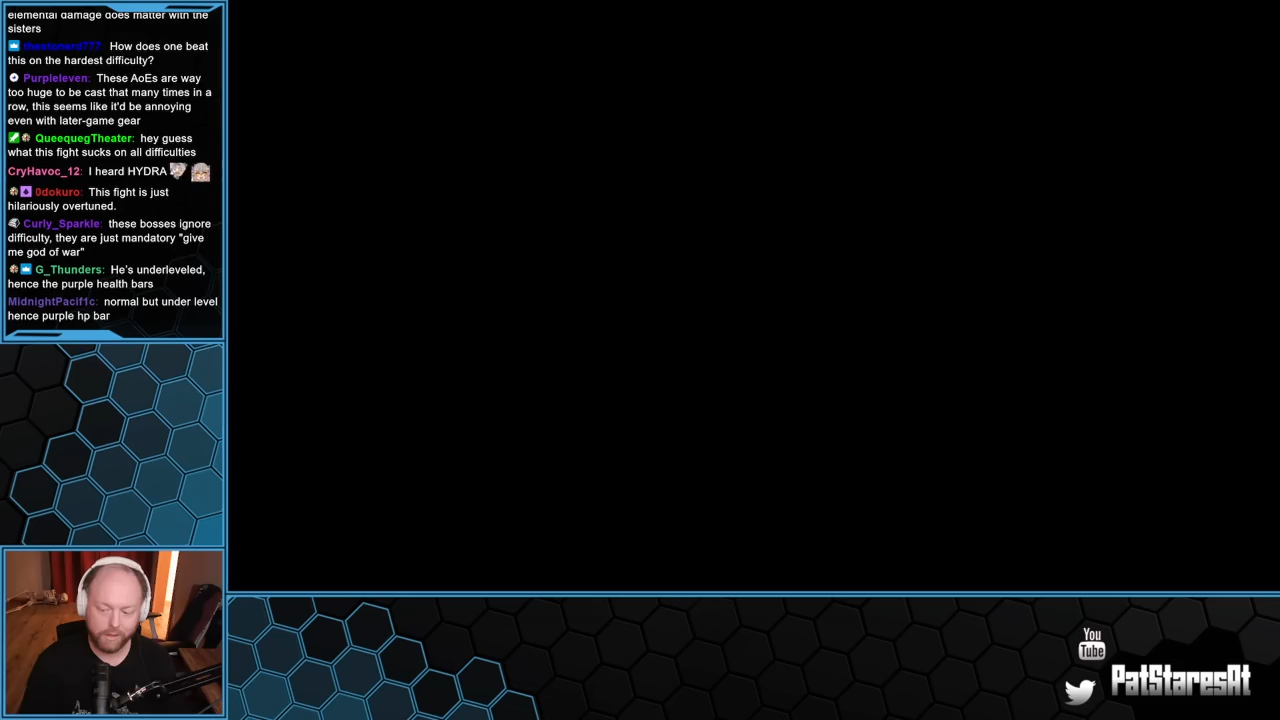 elemental damage does matter with the
sisters
How does one beat
this on the hardest difficulty?
Purpleleven: These AoEs are way
too huge to be cast that many times in a
row, this seems like it'd be annoying
even with later-game gear
QueequegTheater: hey guess
what this fight sucks on all difficulties
CryHavoc_12: I heard HYDRA
0dokuro: This fight is just
hilariously overtuned.
Curly_Sparkle: these bosses ignore
difficulty, they are just mandatory "give
me god of war"
G_Thunders: He's underleveled,
hence the purple health bars
MidnightPacif1c: normal but under level
hence purple hp bar
You
Tube
PatStaresAt